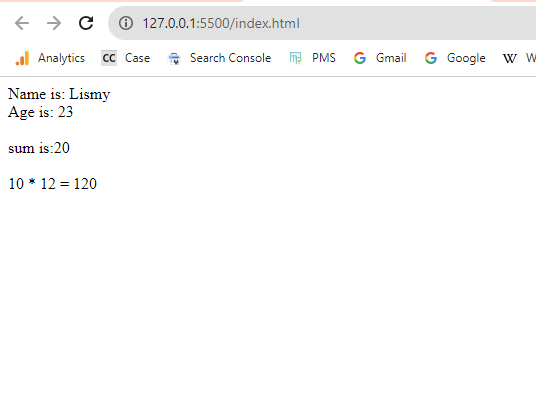 127.0.0.1:5500/index.html
Analytics CC Case Search Console PMS Gmail Google W W
Name is: Lismy
Age is: 23
sum is:20
10 * 12 = 120